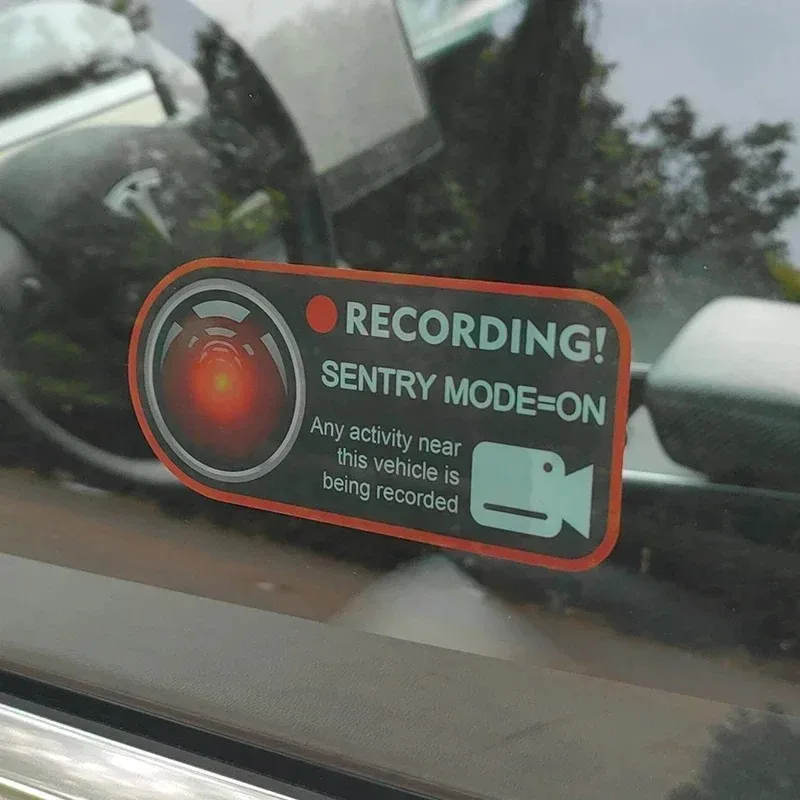 RECORDING!
SENTRY MODE=ON
Any activity near
this vehicle is
being recorded